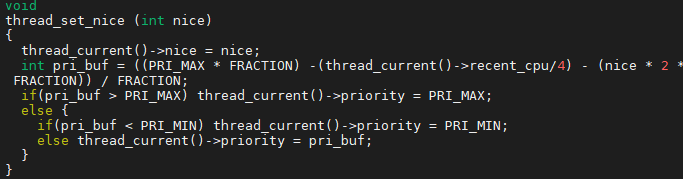 void
thread_set_nice (int nice)
{
  thread_current()->nice = nice;
  int pri_buf = ((PRI_MAX * FRACTION) -(thread_current()->recent_cpu/4) - (nice * 2 *
 FRACTION)) / FRACTION;
  if(pri_buf > PRI_MAX) thread_current()->priority = PRI_MAX;
  else {
    if(pri_buf < PRI_MIN) thread_current()->priority = PRI_MIN;
    else thread_current()->priority = pri_buf;
  }
}